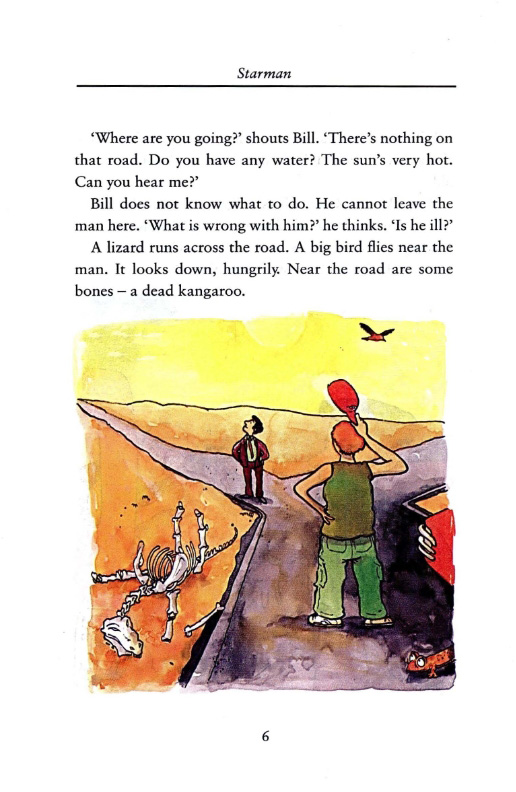 Starman
‘Where are you going?’ shouts Bill. ‘There’s nothing on
that road. Do you have any water? The sun’s very hot.
Can you hear me?’
Bill does not know what to do. He cannot leave the
man here. ‘What is wrong with him?’ he thinks. ‘Is he ill?’
A lizard runs across the road. A big bird flies near the
man. It looks down, hungrily. Near the road are some
bones – a dead kangaroo.
6